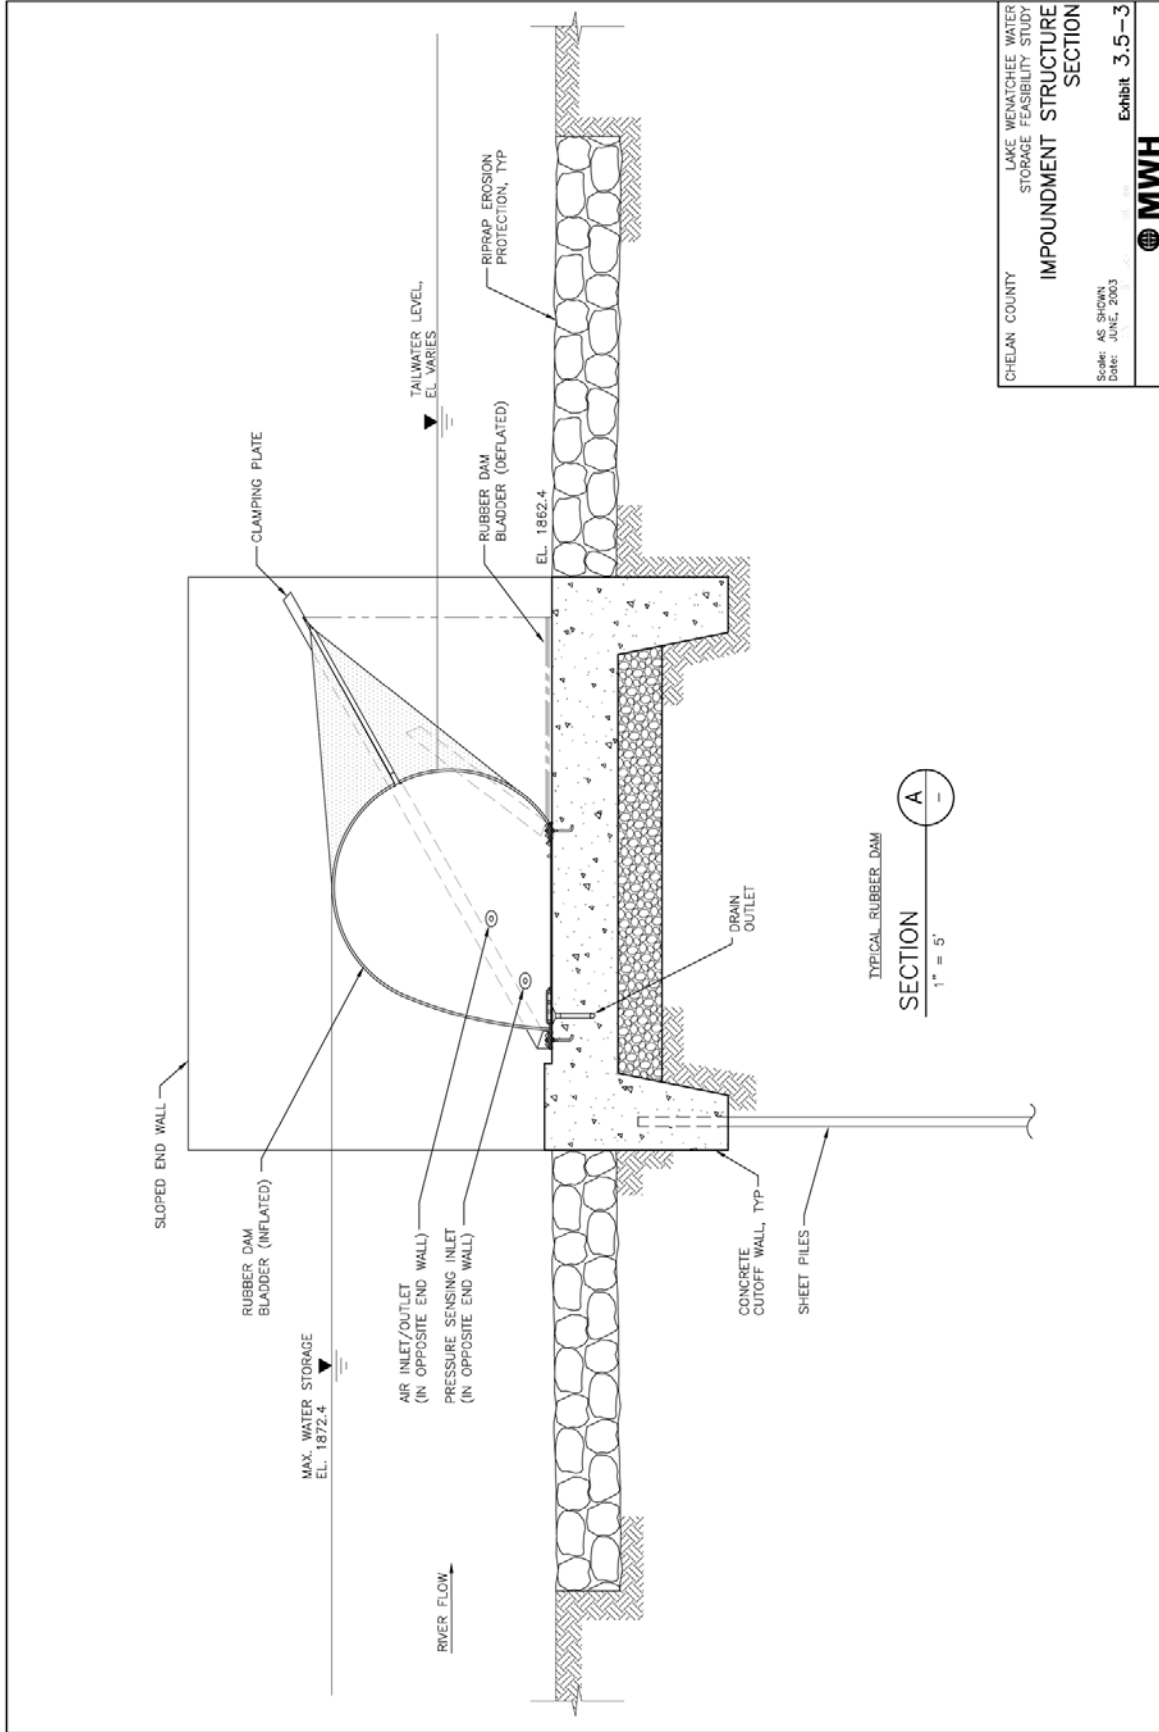 SLOPED END WALL
RUBBER DAM
BLADDER (INFLATED)
MAX. WATER STORAGE
EL. 1872.4
AIR INLET/OUTLET
(IN OPPOSITE END WALL)
PRESSURE SENSING INLET
(IN OPPOSITE END WALL)
RIVER FLOW
CLAMPING PLATE
TAILWATER LEVEL,
EL VARIES
RUBBER DAM
BLADDER (DEFLATED)
EL. 1862.4
RIPRAP EROSION
PROTECTION, TYP
DRAIN
OUTLET
CONCRETE
CUTOFF WALL, TYP
SHEET PILES
TYPICAL RUBBER DAM
SECTION
A
-
1" = 5'
CHELAN COUNTY
LAKE WENATCHEE WATER
STORAGE FEASIBILITY STUDY
IMPOUNDMENT STRUCTURE
SECTION
Scale: AS SHOWN
Date: JUNE, 2003
Exhibit 3.5-3
MWH